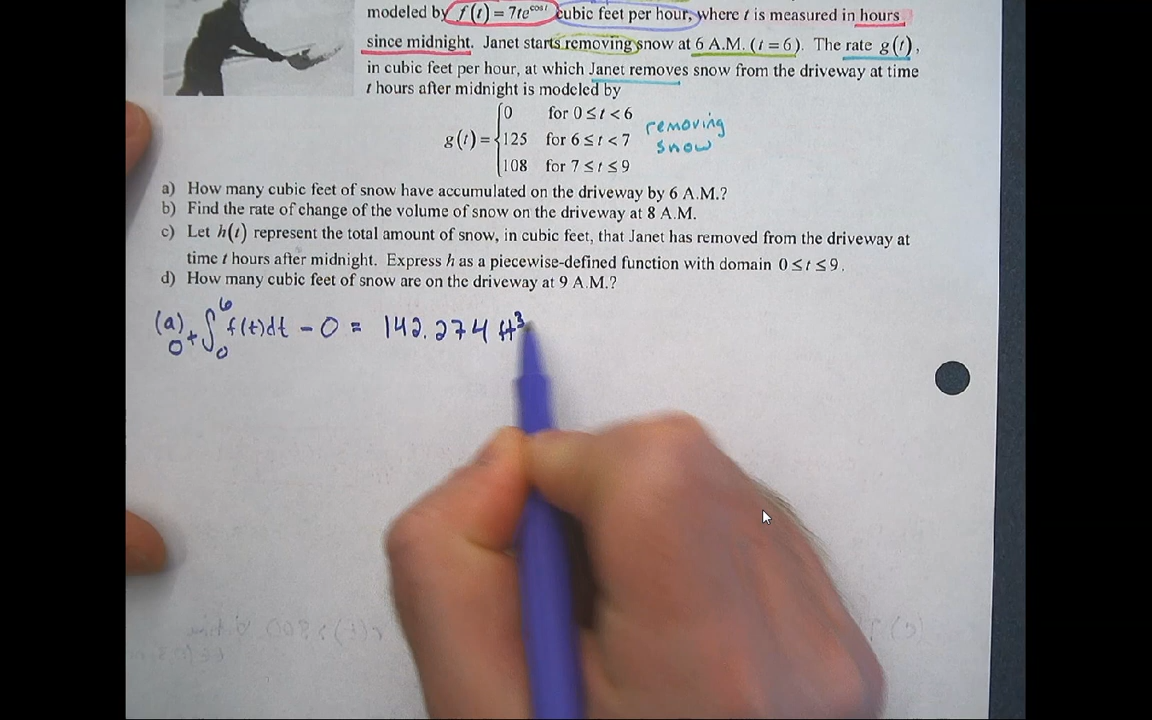 modeled by f(t) = 7te^cos t cubic feet per hour, where t is measured in hours
since midnight. Janet starts removing snow at 6 A.M. (t = 6). The rate g(t),
in cubic feet per hour, at which Janet removes snow from the driveway at time
t hours after midnight is modeled by
g(t) = { 0 for 0 ≤ t < 6
125 for 6 ≤ t < 7
108 for 7 ≤ t ≤ 9
removing
snow
a) How many cubic feet of snow have accumulated on the driveway by 6 A.M.?
b) Find the rate of change of the volume of snow on the driveway at 8 A.M.
c) Let h(t) represent the total amount of snow, in cubic feet, that Janet has removed from the driveway at
time t hours after midnight. Express h as a piecewise-defined function with domain 0 ≤ t ≤ 9.
d) How many cubic feet of snow are on the driveway at 9 A.M.?
(a) 0 + ∫₀⁶ f(t)dt - 0 = 142.274 ft³